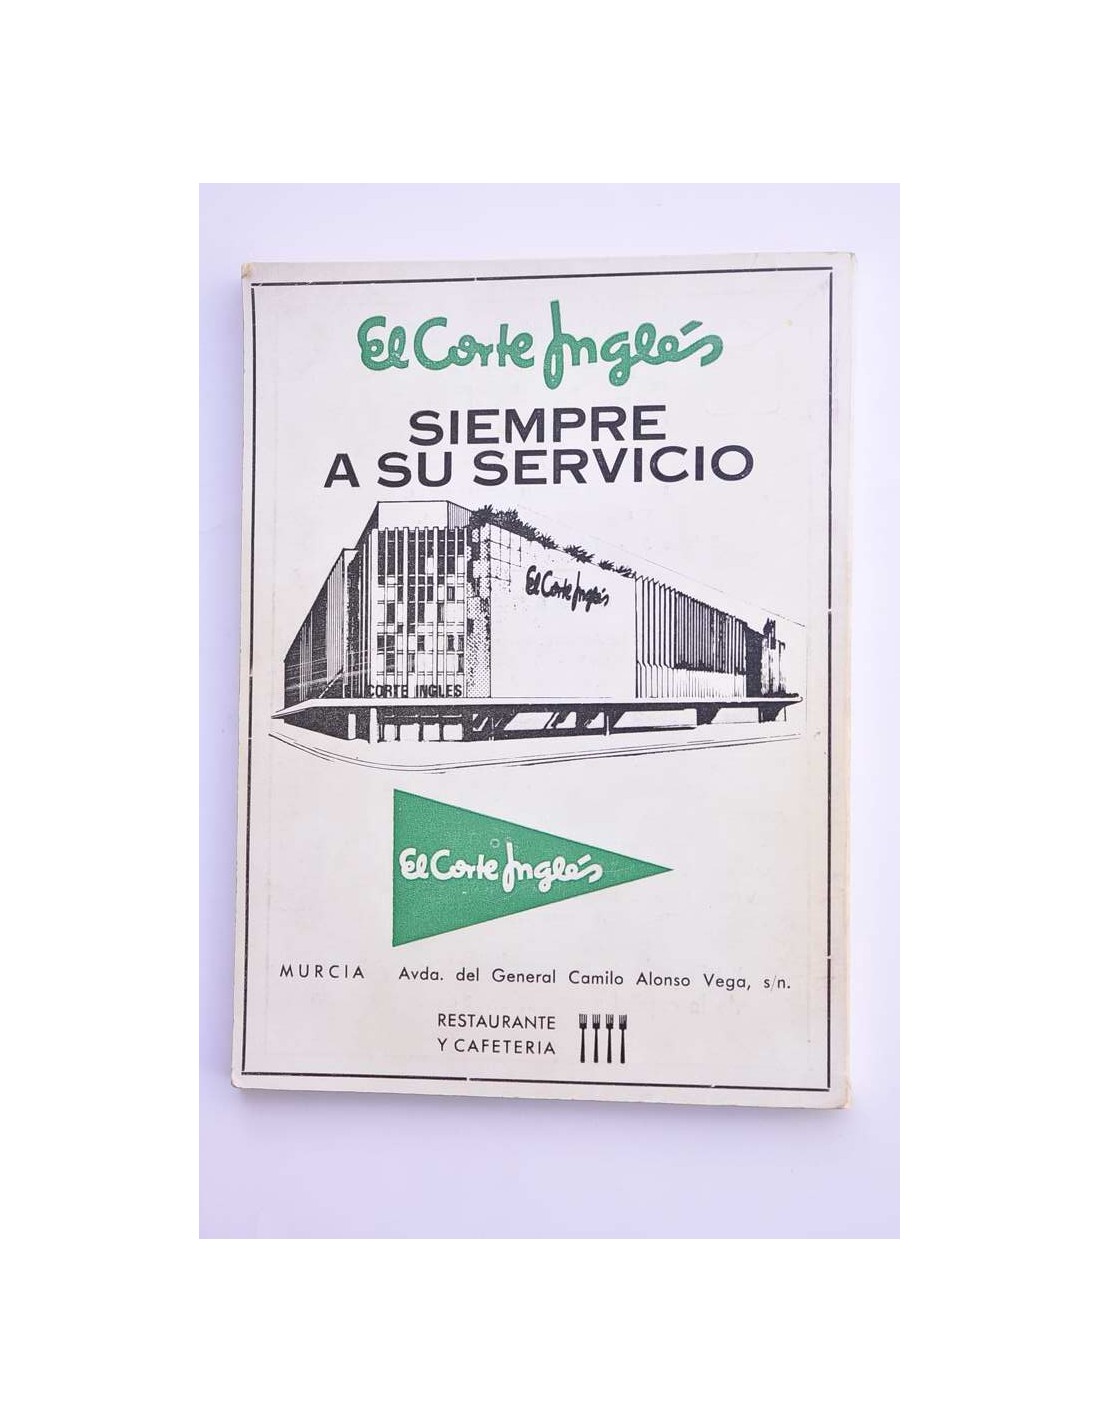 El Corte Inglés
SIEMPRE
A SU SERVICIO
El Corte Inglés
EL CORTE INGLES
El Corte Inglés
MURCIA Avda. del General Camilo Alonso Vega, s/n.
RESTAURANTE
Y CAFETERIA